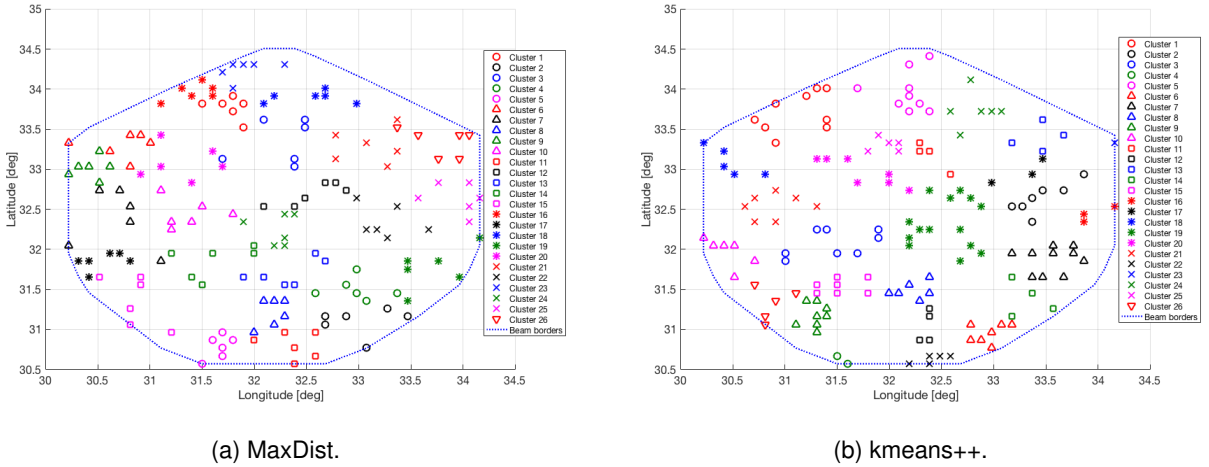 35
34.5
34
33.5
33
32.5
32
31.5
31
30.5
Latitude [deg]
30 30.5 31 31.5 32 32.5 33 33.5 34 34.5
Longitude [deg]
Cluster 1
Cluster 2
Cluster 3
Cluster 4
Cluster 5
Cluster 6
Cluster 7
Cluster 8
Cluster 9
Cluster 10
Cluster 11
Cluster 12
Cluster 13
Cluster 14
Cluster 15
Cluster 16
Cluster 17
Cluster 18
Cluster 19
Cluster 20
Cluster 21
Cluster 22
Cluster 23
Cluster 24
Cluster 25
Cluster 26
Beam borders
(a) MaxDist.
35
34.5
34
33.5
33
32.5
32
31.5
31
30.5
Latitude [deg]
30 30.5 31 31.5 32 32.5 33 33.5 34 34.5
Longitude [deg]
Cluster 1
Cluster 2
Cluster 3
Cluster 4
Cluster 5
Cluster 6
Cluster 7
Cluster 8
Cluster 9
Cluster 10
Cluster 11
Cluster 12
Cluster 13
Cluster 14
Cluster 15
Cluster 16
Cluster 17
Cluster 18
Cluster 19
Cluster 20
Cluster 21
Cluster 22
Cluster 23
Cluster 24
Cluster 25
Cluster 26
Beam borders
(b) kmeans++.